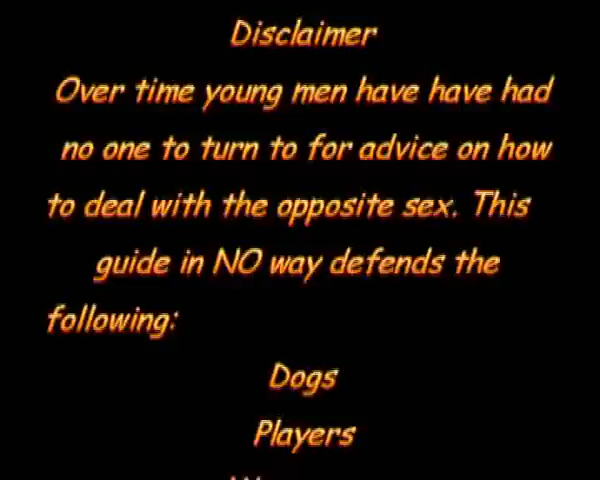 Disclaimer
Over time young men have have had
no one to turn to for advice on how
to deal with the opposite sex. This
guide in NO way defends the
following:
Dogs
Players